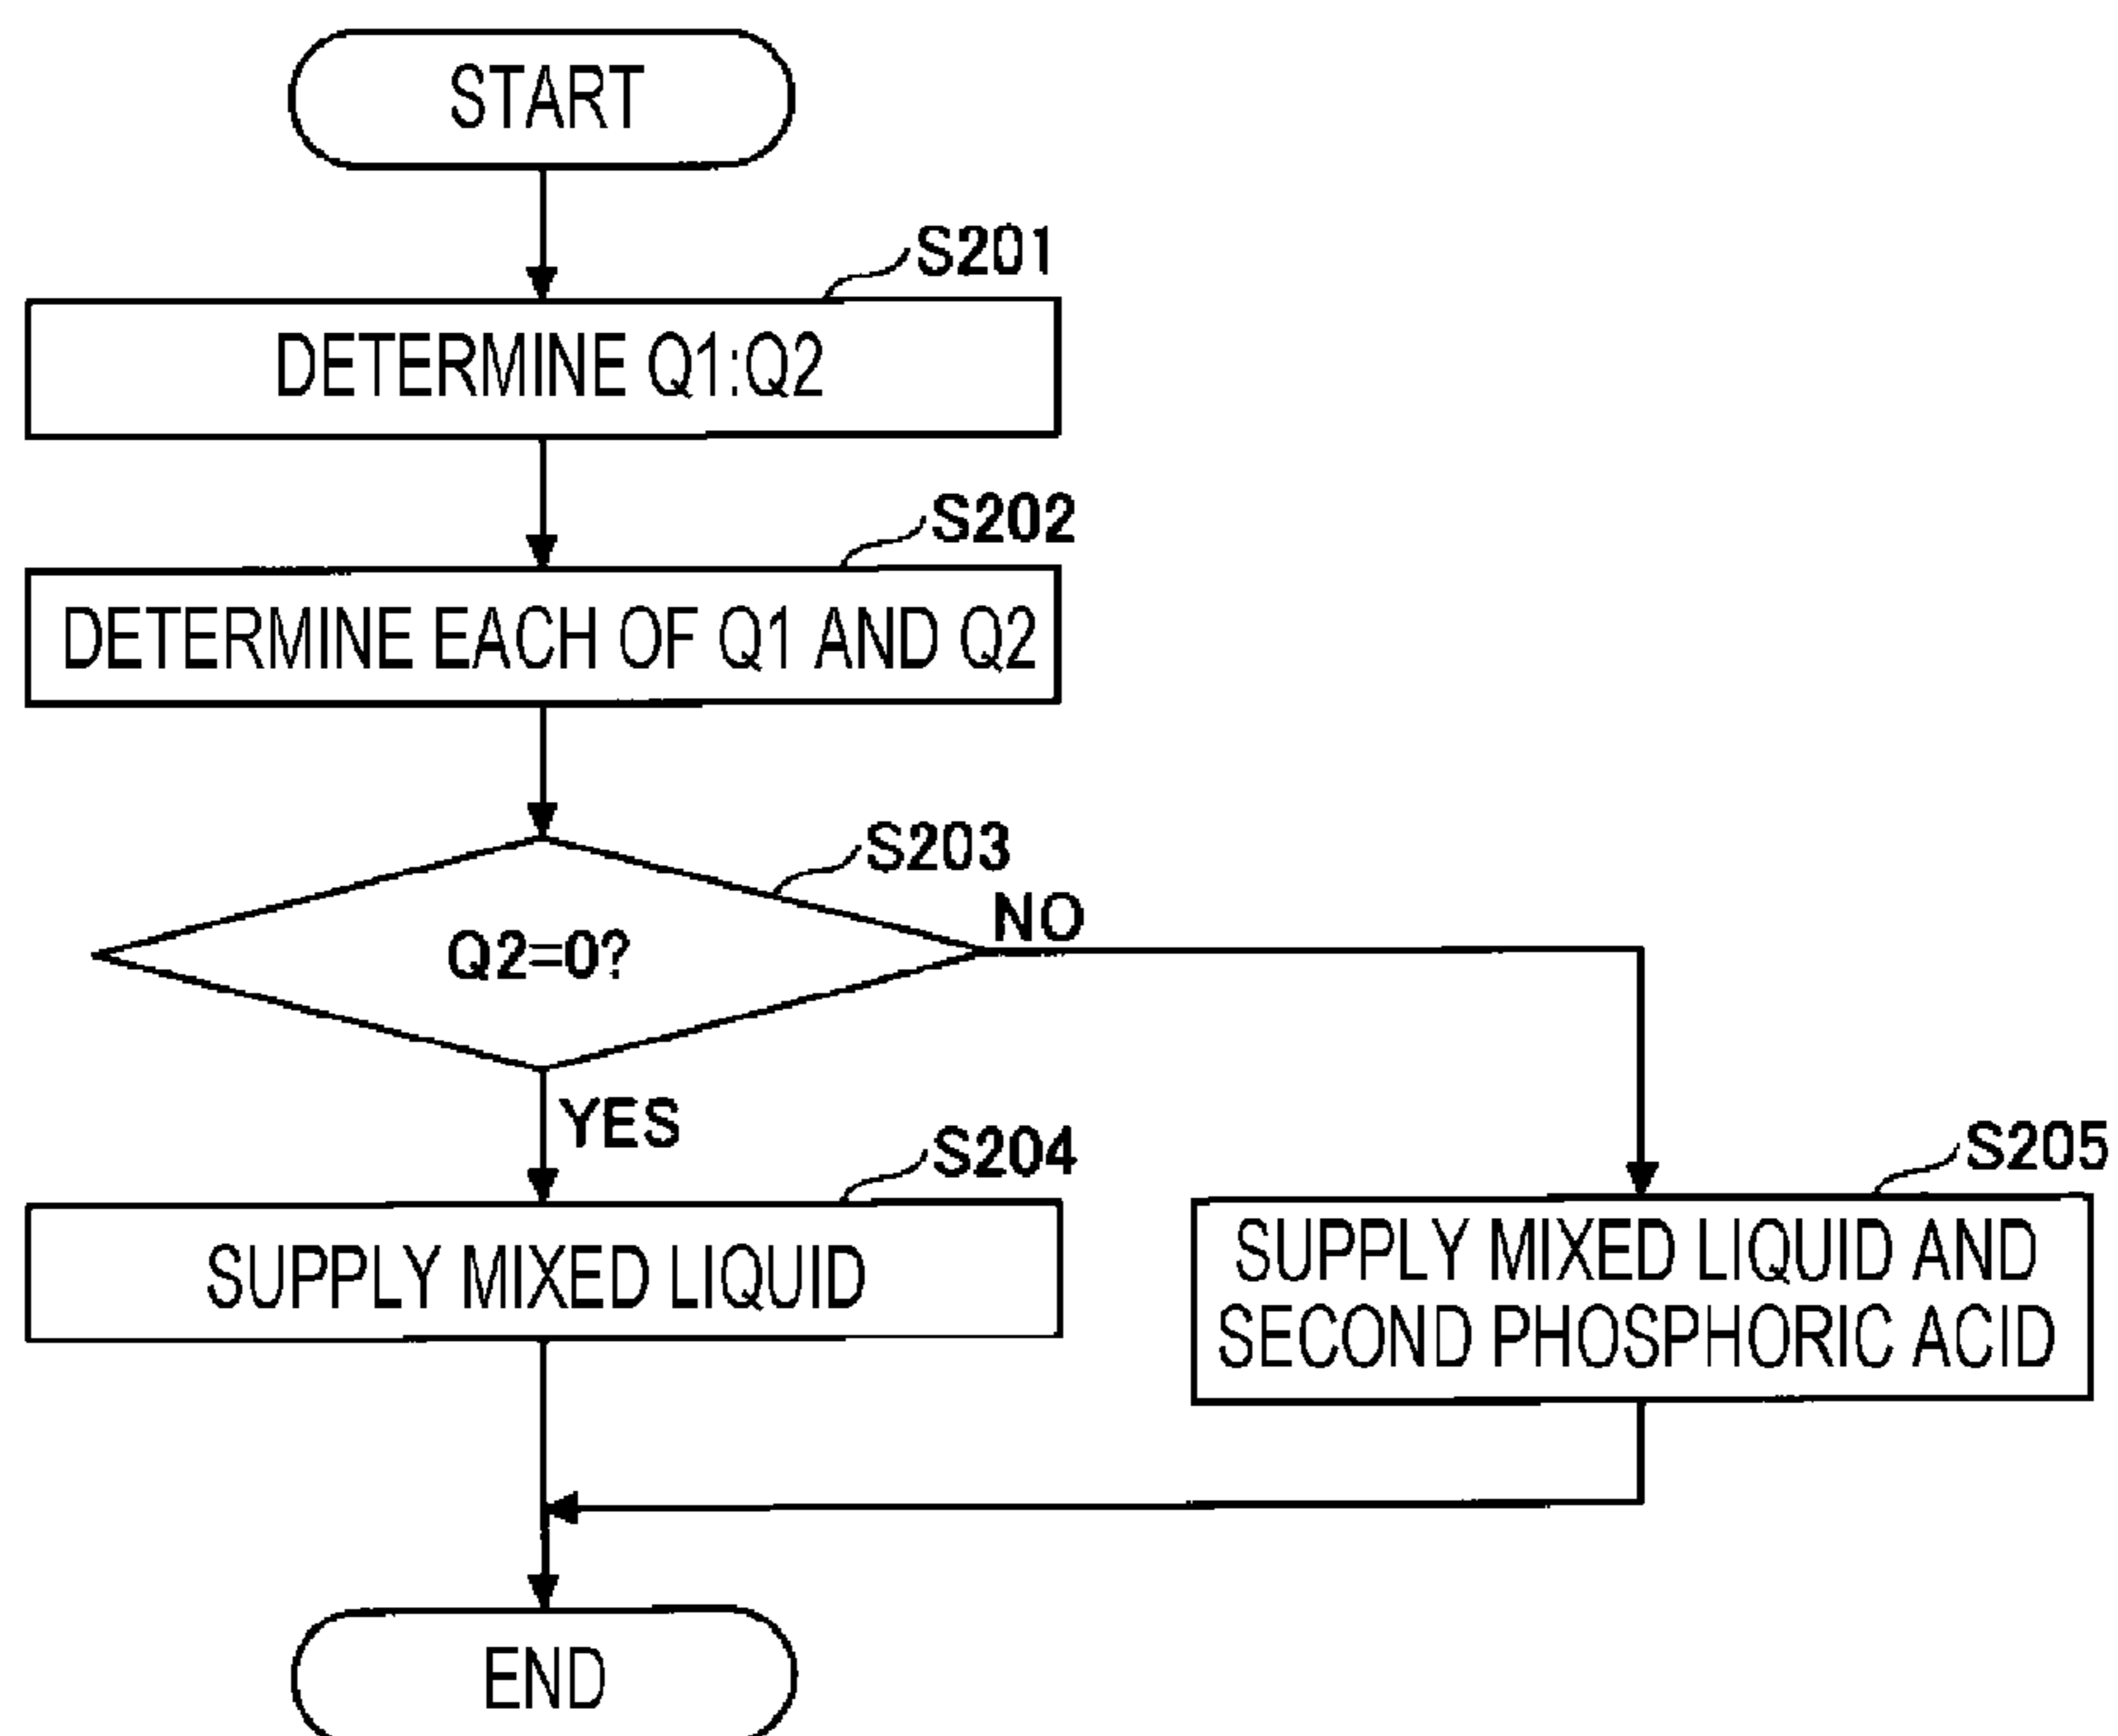 START
S201
DETERMINE Q1:Q2
S202
DETERMINE EACH OF Q1 AND Q2
S203
Q2=0?
NO
YES
S204
SUPPLY MIXED LIQUID
S205
SUPPLY MIXED LIQUID AND
SECOND PHOSPHORIC ACID
END